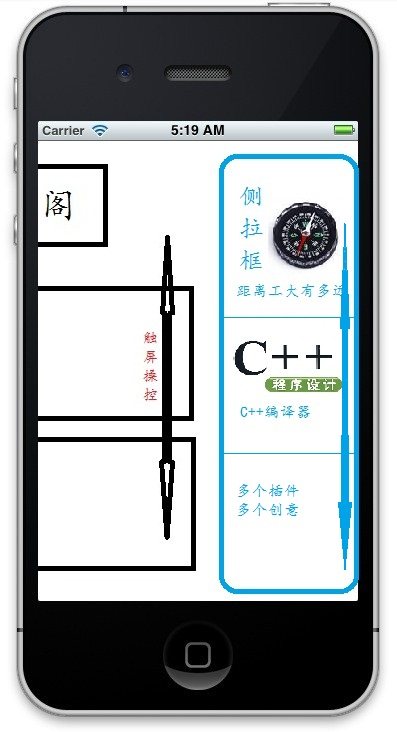 Carrier
5:19 AM
阁
触
屏
操
控
侧
拉
框
距离工大有多远
C++
程序设计
C++编译器
多个插件
多个创意